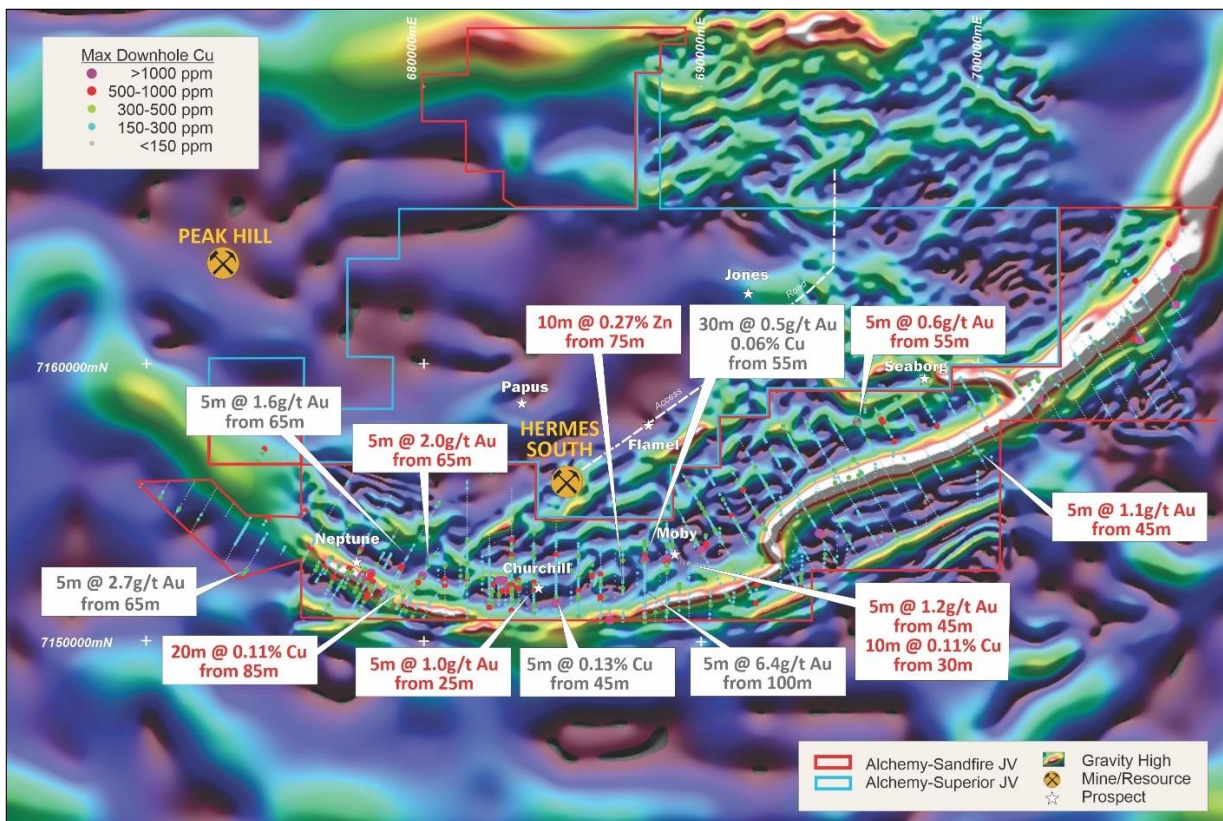 Max Downhole Cu
>1000 ppm
500-1000 ppm
300-500 ppm
150-300 ppm
<150 ppm
680000mE
690000mE
700000mE
PEAK HILL
Jones
Road
10m @ 0.27% Zn
from 75m
30m @ 0.5g/t Au
0.06% Cu
from 55m
5m @ 0.6g/t Au
from 55m
7160000mN
Seaborg
Papus
Access
5m @ 1.6g/t Au
from 65m
5m @ 2.0g/t Au
from 65m
HERMES
SOUTH
Flamel
5m @ 1.1g/t Au
from 45m
Neptune
Moby
Churchill
5m @ 2.7g/t Au
from 65m
7150000mN
20m @ 0.11% Cu
from 85m
5m @ 1.0g/t Au
from 25m
5m @ 0.13% Cu
from 45m
5m @ 6.4g/t Au
from 100m
5m @ 1.2g/t Au
from 45m
10m @ 0.11% Cu
from 30m
Alchemy-Sandfire JV
Alchemy-Superior JV
Gravity High
Mine/Resource
Prospect